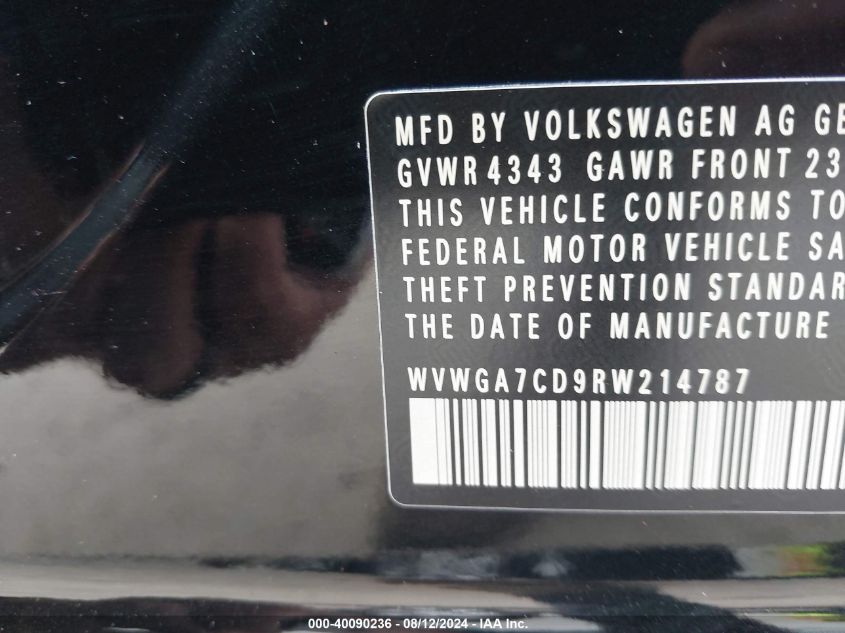 MFD BY VOLKSWAGEN AG GE
GVWR 4343 GAWR FRONT 23
THIS VEHICLE CONFORMS TO
FEDERAL MOTOR VEHICLE SA
THEFT PREVENTION STANDAR
THE DATE OF MANUFACTURE
WVWGA7CD9RW214787
000-40090236 - 08/12/2024 - IAA Inc.